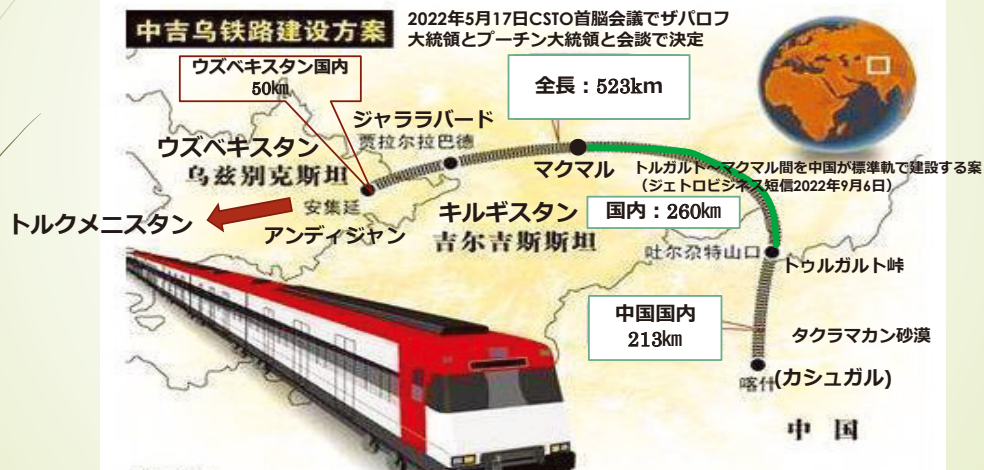 中吉乌铁路建设方案
2022年5月17日CSTO首脳会議でザパロフ
大統領とプーチン大統領と会談で決定
ウズベキスタン国内
50㎞
全長：523km
ジャララバード
贾拉尔拉巴德
ウズベキスタン
乌兹别克斯坦
マクマル
トルガルト～マクマル間を中国が標準軌で建設する案
（ジェトロビジネス短信2022年9月6日）
安集延
トルクメニスタン
アンディジャン
キルギスタン
国内：260㎞
吉尔吉斯斯坦
吐尔尕特山口
トゥルガルト峠
中国国内
213㎞
タクラマカン砂漠
喀什
(カシュガル)
中 国